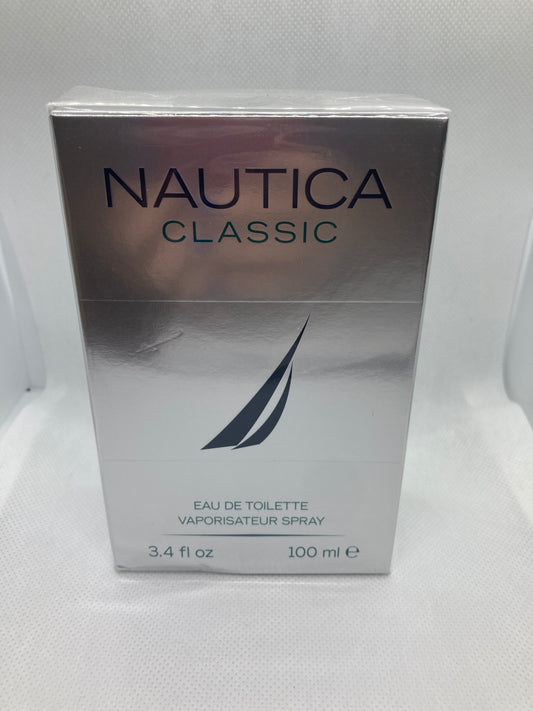 NAUTICA
CLASSIC
EAU DE TOILETTE
VAPORISATEUR SPRAY
3.4 fl oz 100 ml ℮